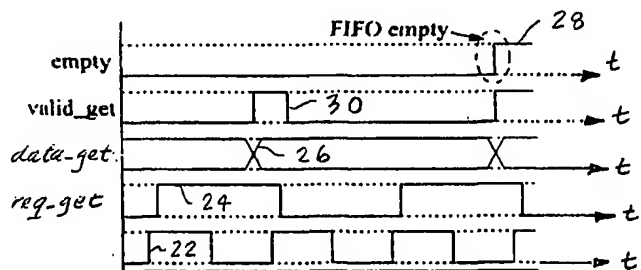 FIFO empty 28
empty t
valid_get 30 t
data-get 26 t
req-get 24 t
22 t